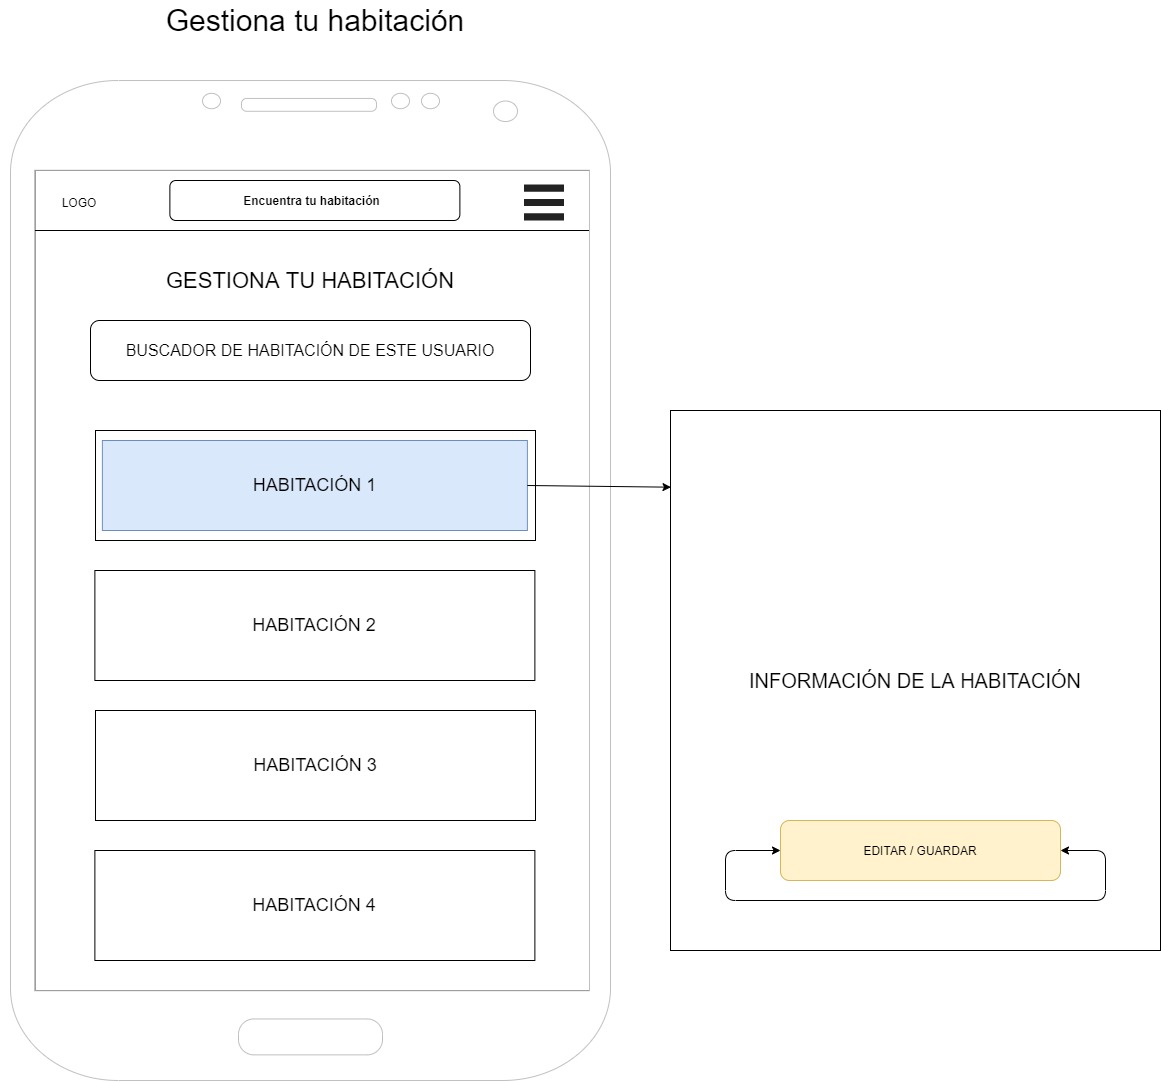 Gestiona tu habitación
LOGO
Encuentra tu habitación
GESTIONA TU HABITACIÓN
BUSCADOR DE HABITACIÓN DE ESTE USUARIO
HABITACIÓN 1
HABITACIÓN 2
HABITACIÓN 3
HABITACIÓN 4
INFORMACIÓN DE LA HABITACIÓN
EDITAR / GUARDAR